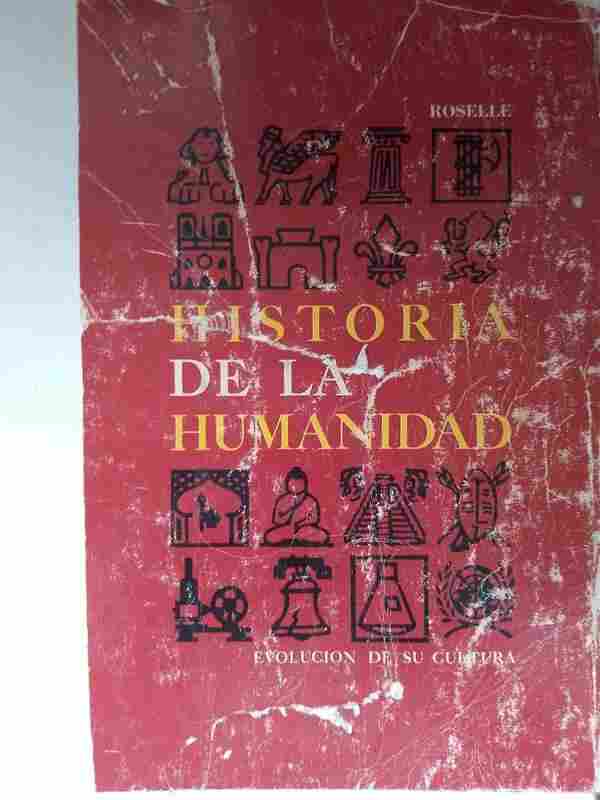 ROSELLE
HISTORIA
DE LA
HUMANIDAD
EVOLUCION DE SU CULTURA